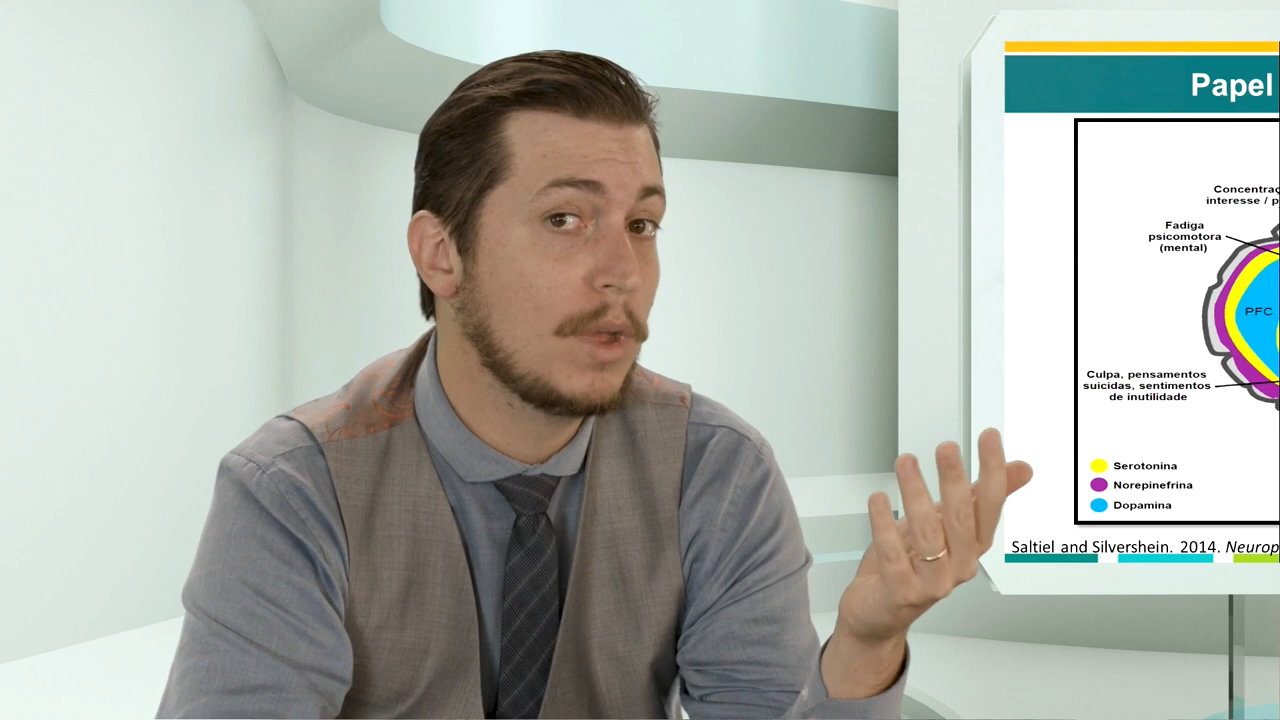 Papel
Concentraç
interesse / p
Fadiga
psicomotora
(mental)
PFC
Culpa, pensamentos
suicidas, sentimentos
de inutilidade
Serotonina
Norepinefrina
Dopamina
Saltiel and Silvershein. 2014. Neurop